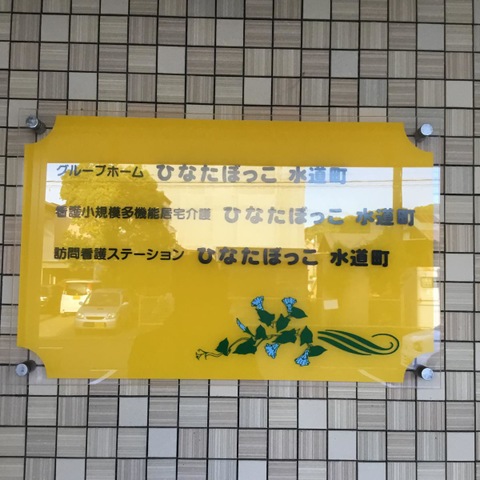 グループホーム ひなたぼっこ 水道町
看護小規模多機能居宅介護 ひなたぼっこ 水道町
訪問看護ステーション ひなたぼっこ 水道町